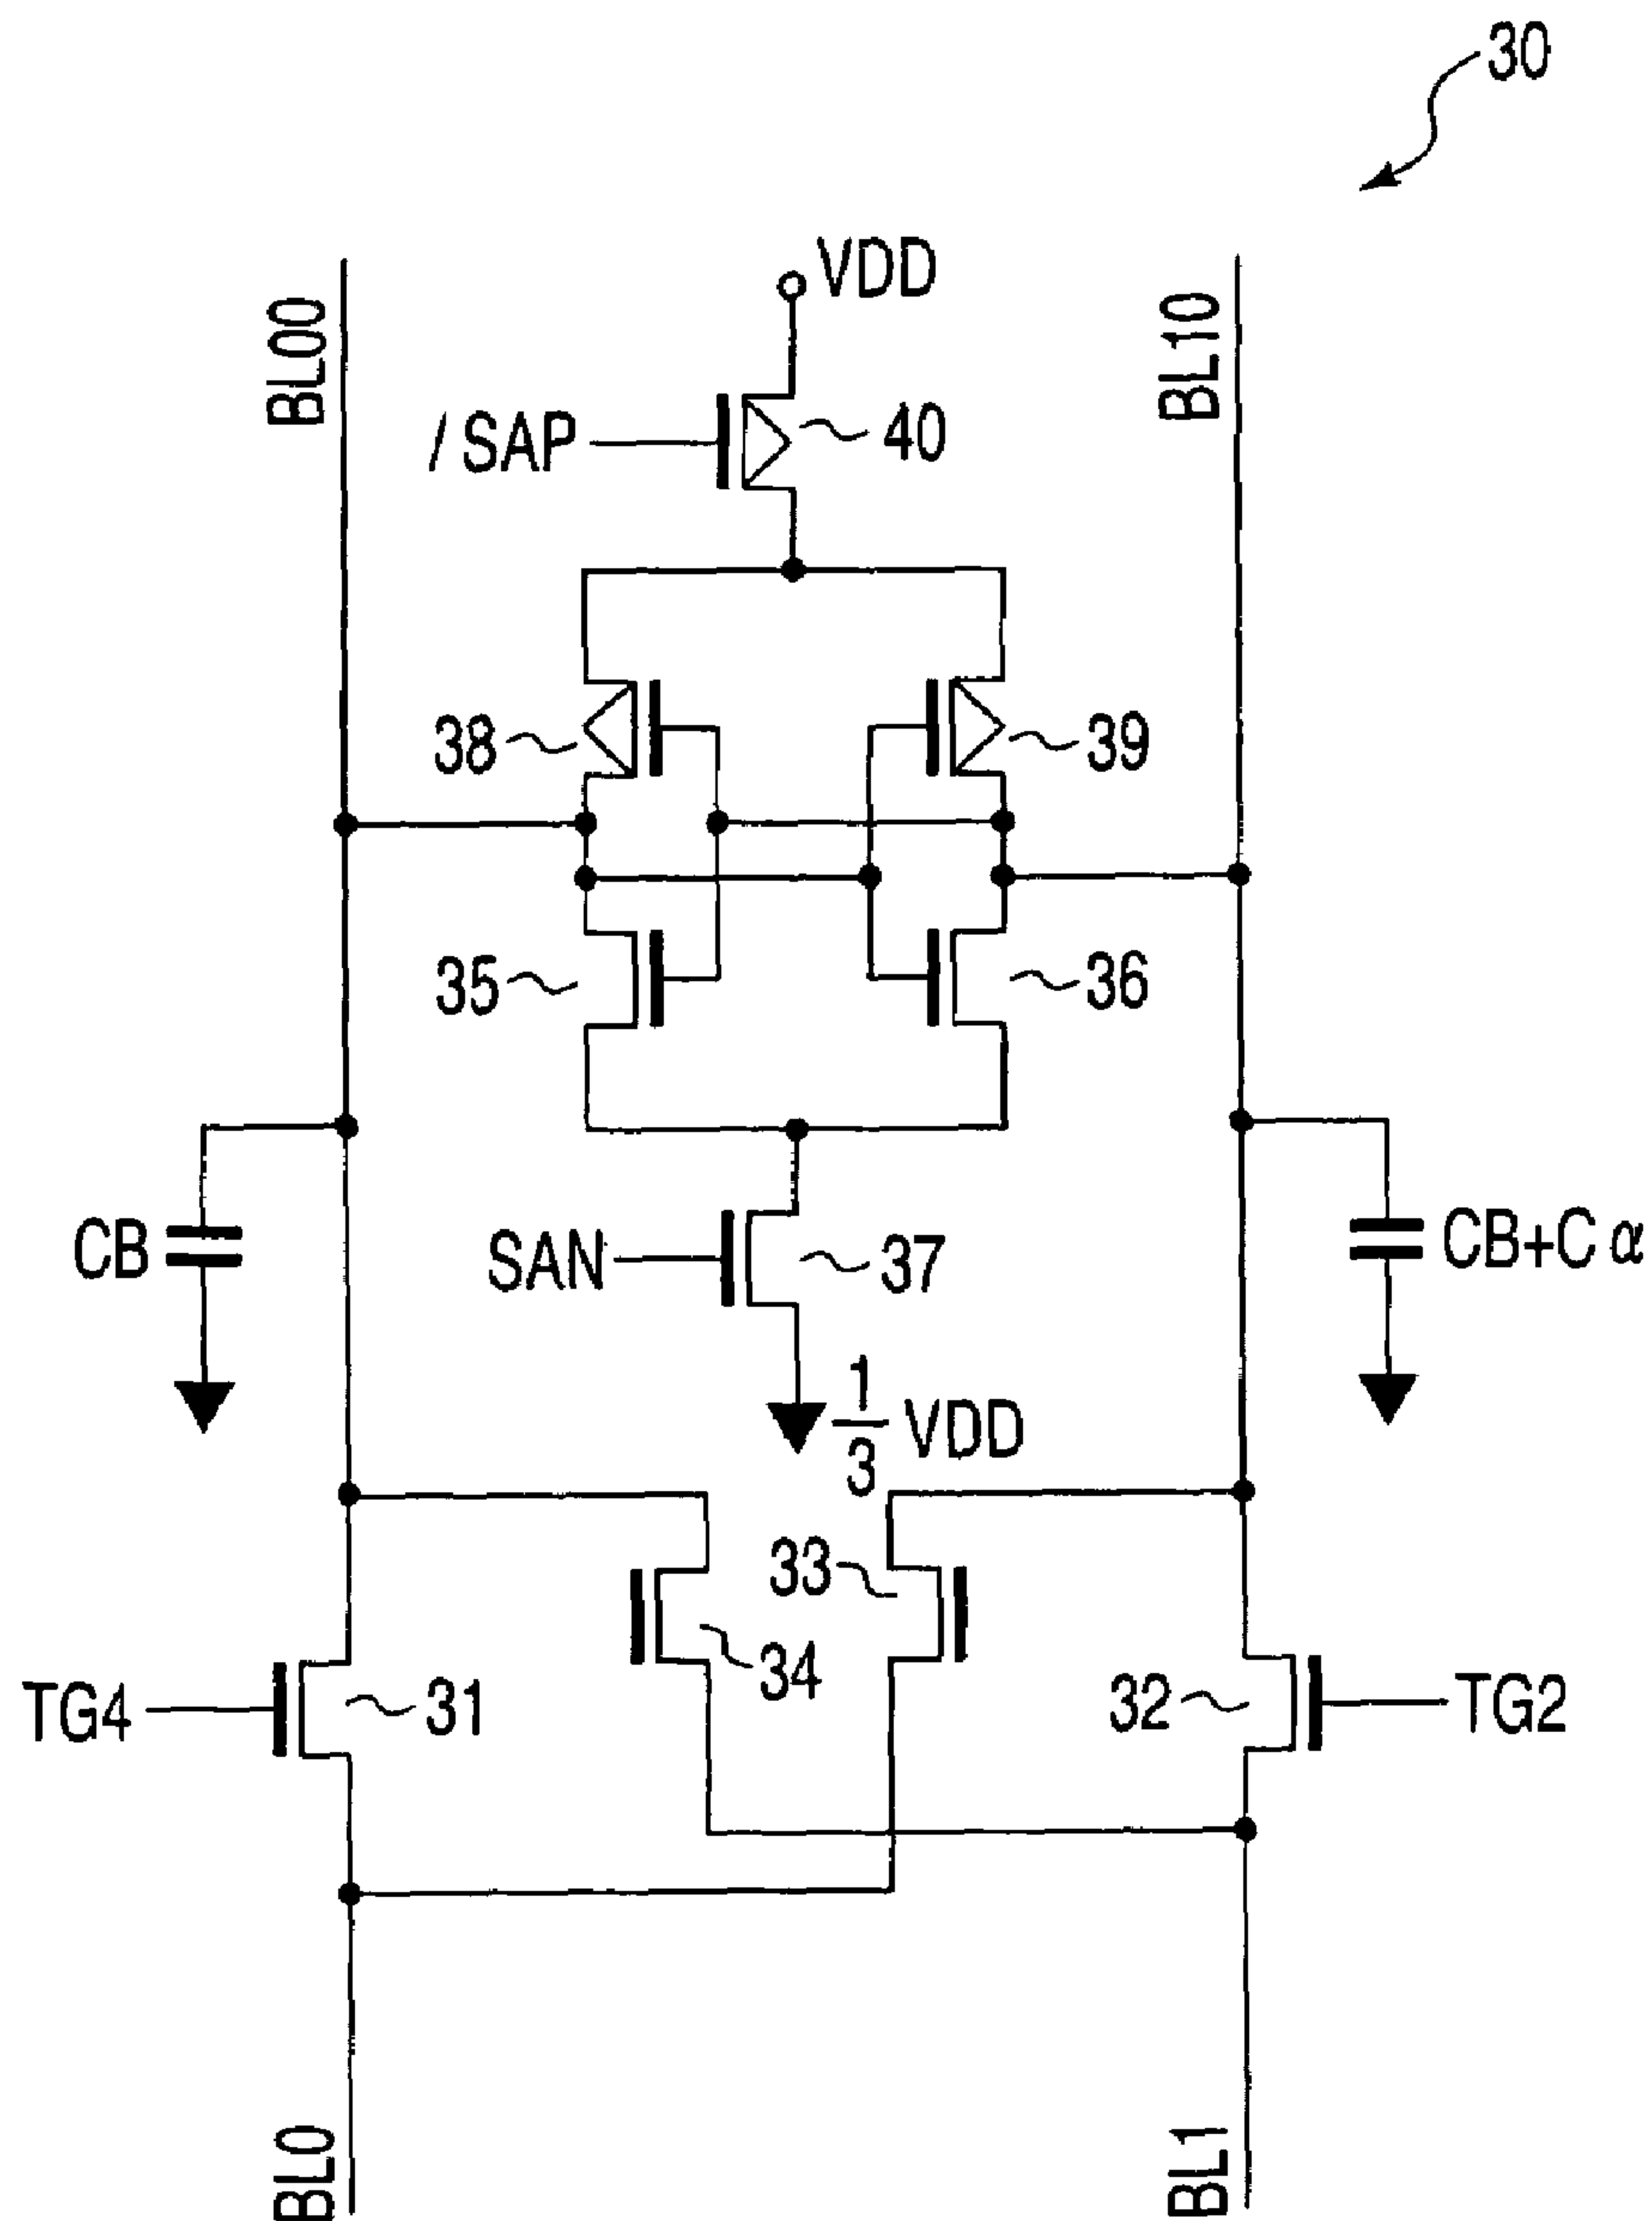 30
VDD
BL00
BL10
/SAP
40
38
39
35
36
CB
SAN
37
CB+Cα
1/3 VDD
33
34
TG4
31
32
TG2
BL0
BL1